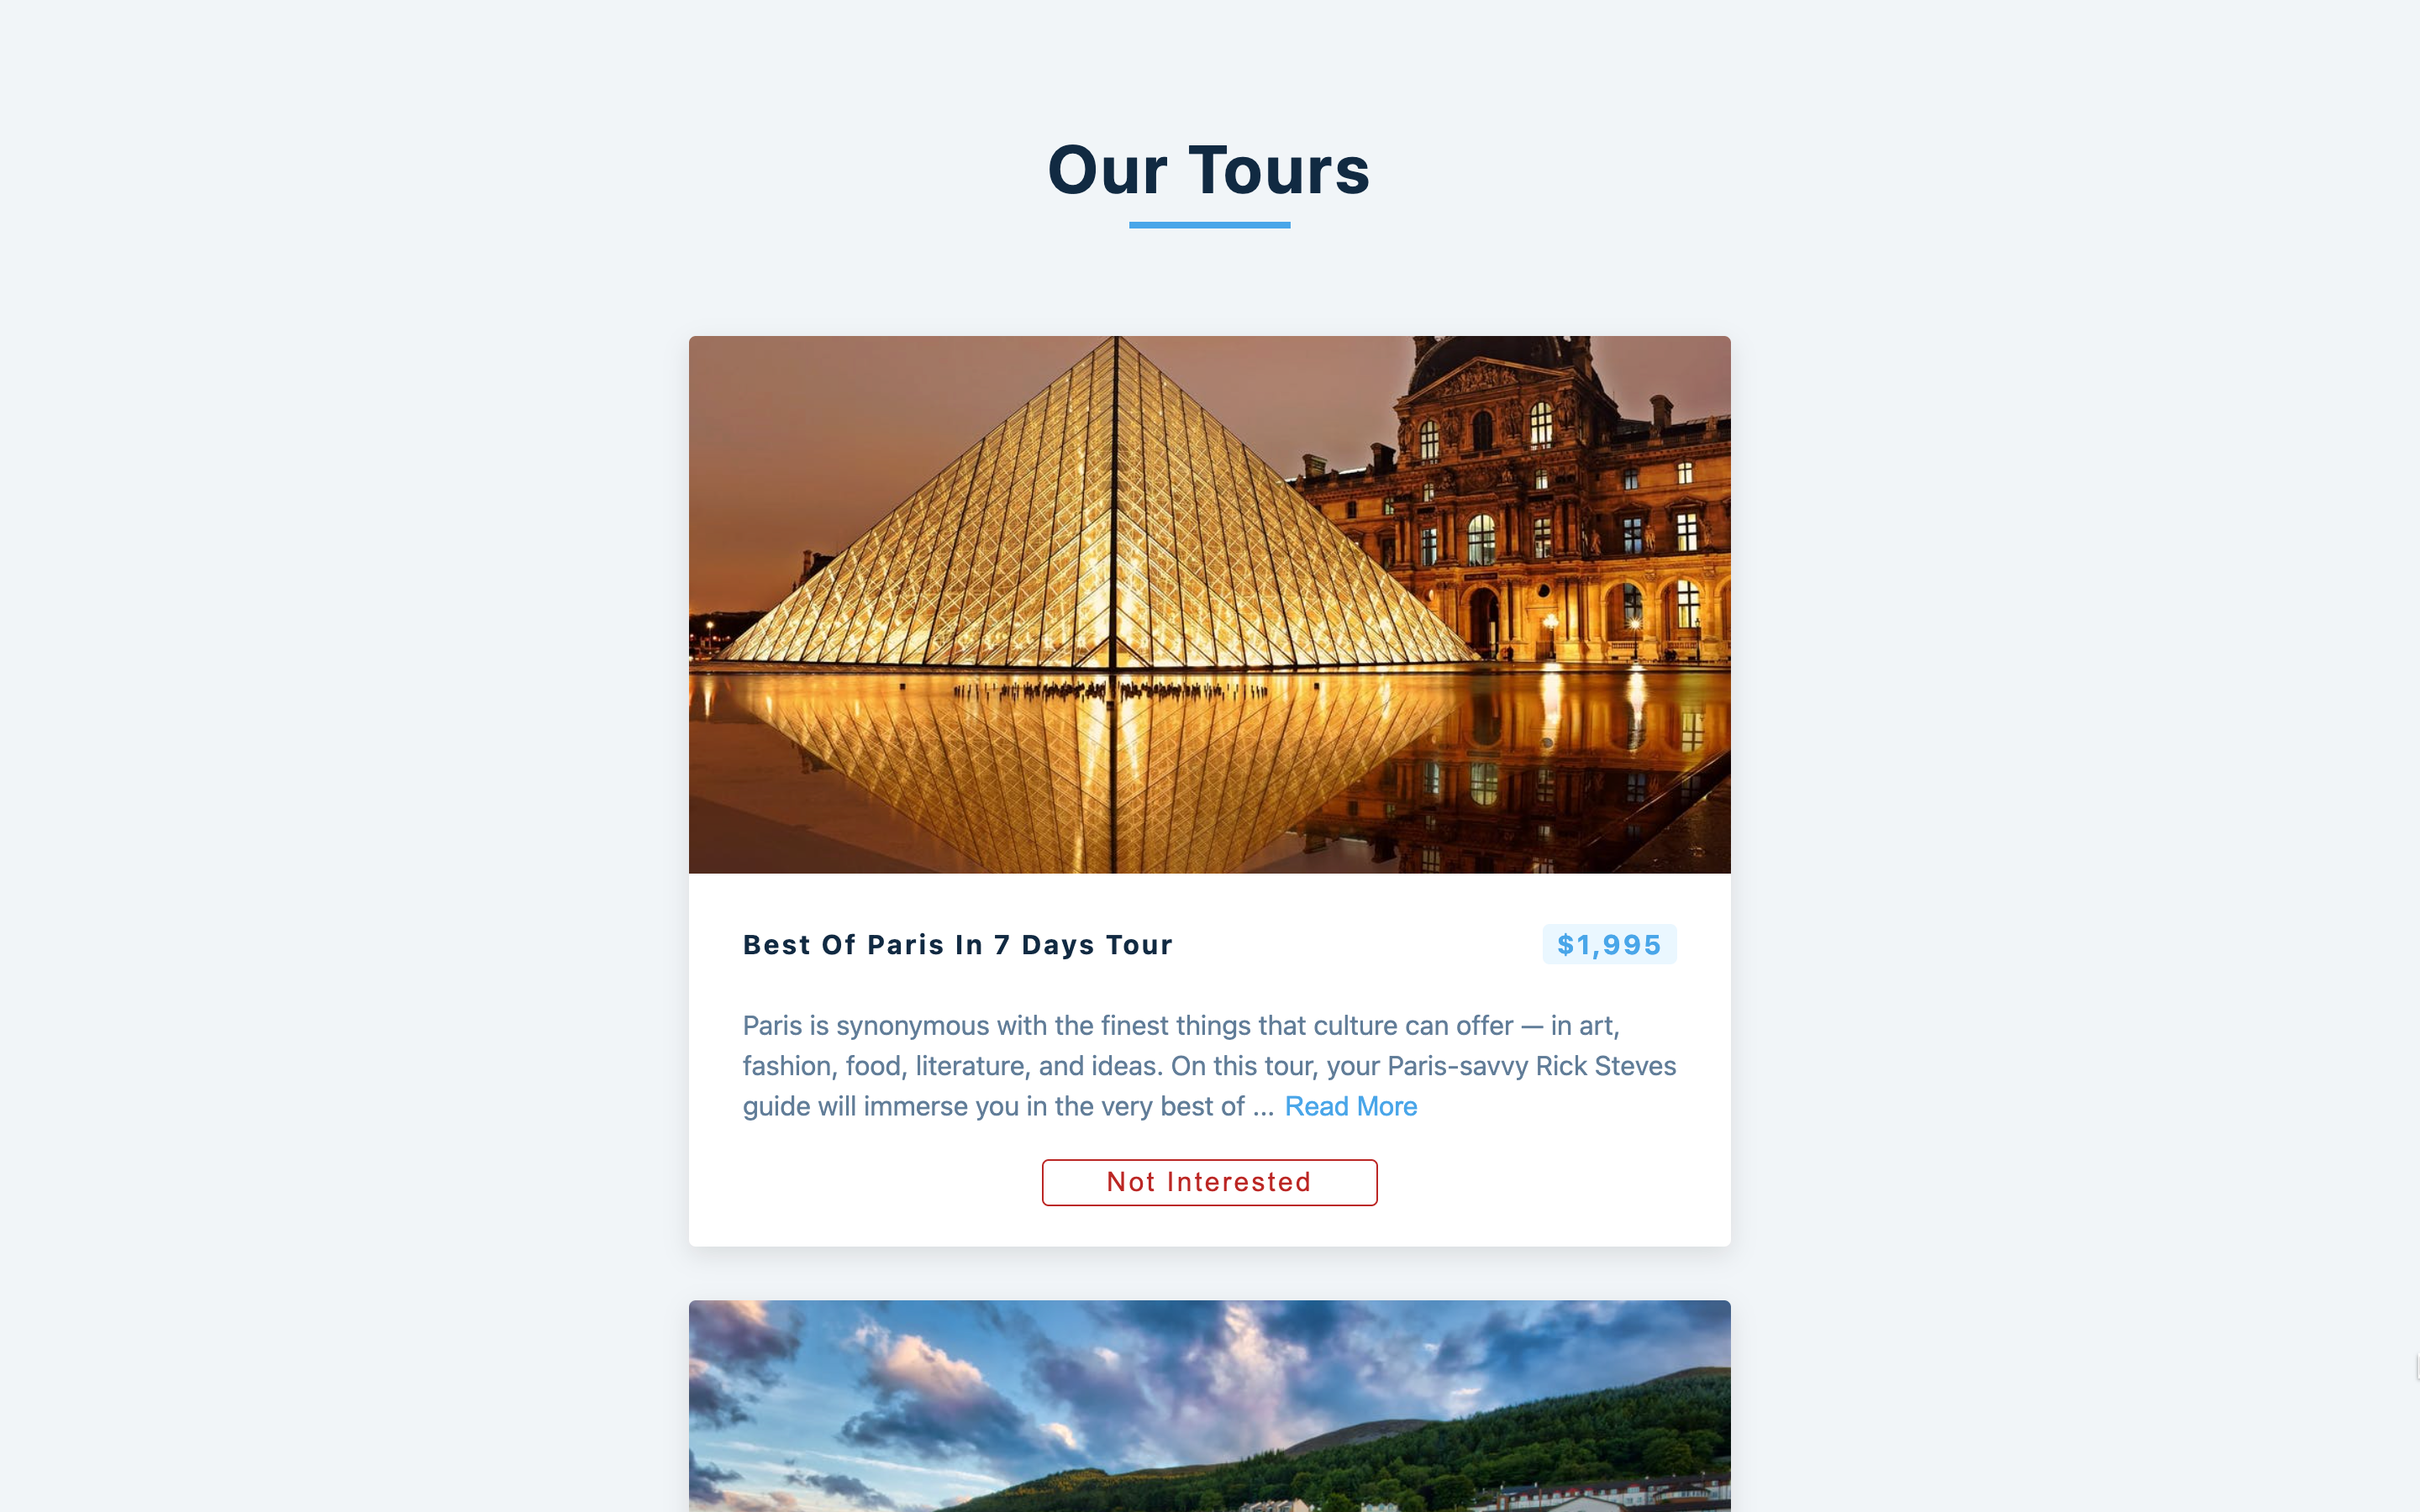 Our Tours
Best Of Paris In 7 Days Tour
$1,995
Paris is synonymous with the finest things that culture can offer — in art,
fashion, food, literature, and ideas. On this tour, your Paris-savvy Rick Steves
guide will immerse you in the very best of ... Read More
Not Interested